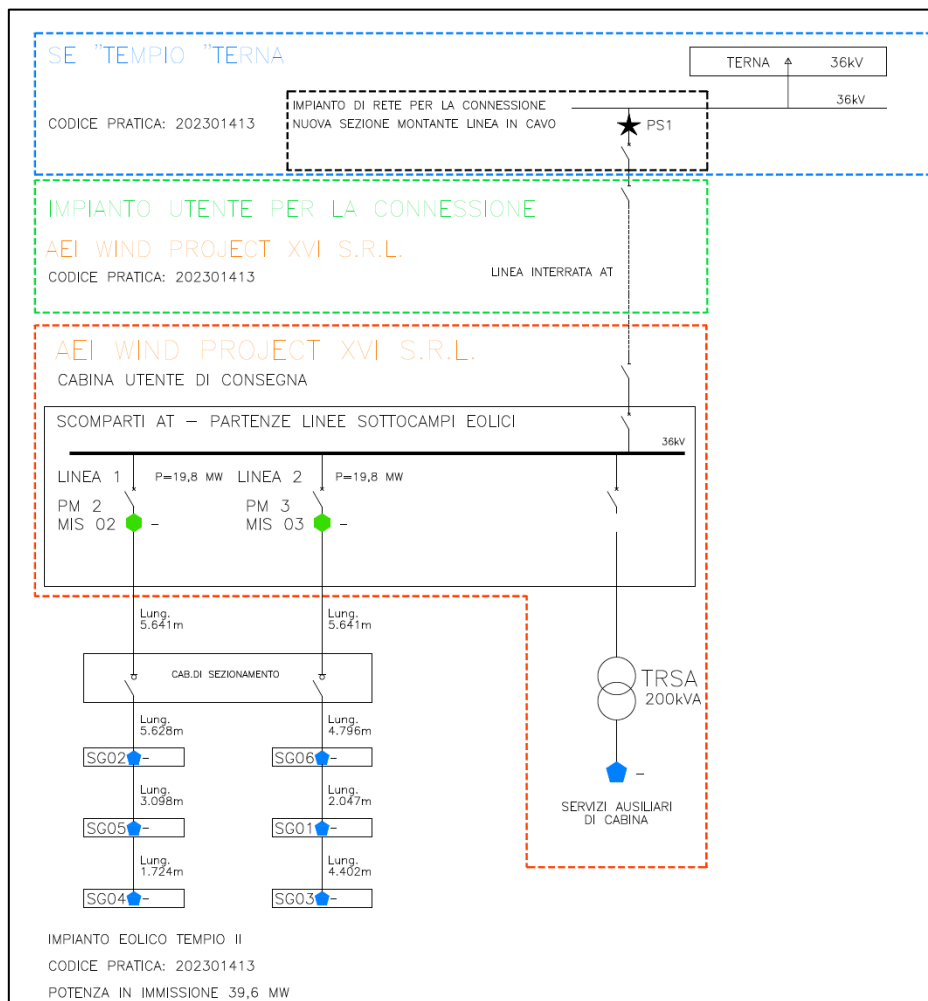 SE "TEMPIO "TERNA
TERNA 36kV
36kV
IMPIANTO DI RETE PER LA CONNESSIONE
NUOVA SEZIONE MONTANTE LINEA IN CAVO
CODICE PRATICA: 202301413
PS1
IMPIANTO UTENTE PER LA CONNESSIONE
AEI WIND PROJECT XVI S.R.L.
CODICE PRATICA: 202301413
LINEA INTERRATA AT
AEI WIND PROJECT XVI S.R.L.
CABINA UTENTE DI CONSEGNA
SCOMPARTI AT – PARTENZE LINEE SOTTOCAMPI EOLICI
36kV
LINEA 1 P=19,8 MW
LINEA 2 P=19,8 MW
PM 2
MIS 02 –
PM 3
MIS 03 –
Lung.
5.641m
Lung.
5.641m
CAB.DI SEZIONAMENTO
TRSA
200kVA
Lung.
5.628m
Lung.
4.796m
SG02 –
SG06 –
–
Lung.
3.098m
Lung.
2.047m
SERVIZI AUSILIARI
DI CABINA
SG05 –
SG01 –
Lung.
1.724m
Lung.
4.402m
SG04 –
SG03 –
IMPIANTO EOLICO TEMPIO II
CODICE PRATICA: 202301413
POTENZA IN IMMISSIONE 39,6 MW